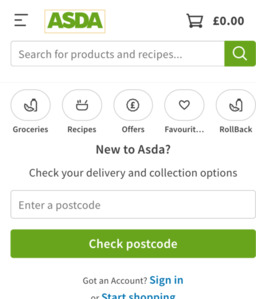 ASDA £0.00
Search for products and recipes...
Groceries Recipes Offers Favourit... RollBack
New to Asda?
Check your delivery and collection options
Enter a postcode
Check postcode
Got an Account? Sign in
or Start shopping